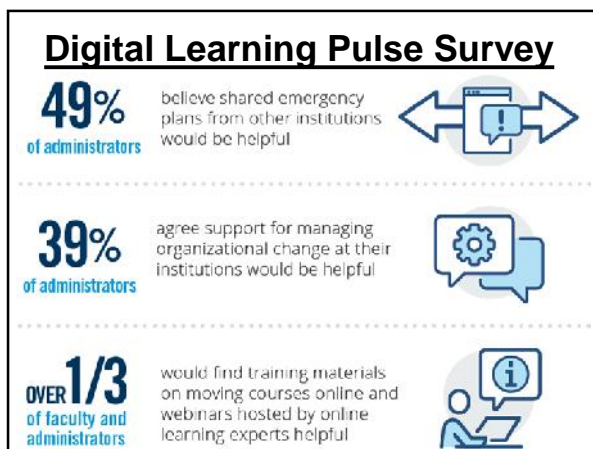 Digital Learning Pulse Survey
49%
of administrators
believe shared emergency
plans from other institutions
would be helpful
39%
of administrators
agree support for managing
organizational change at their
institutions would be helpful
OVER 1/3
of faculty and
administrators
would find training materials
on moving courses online and
webinars hosted by online
learning experts helpful